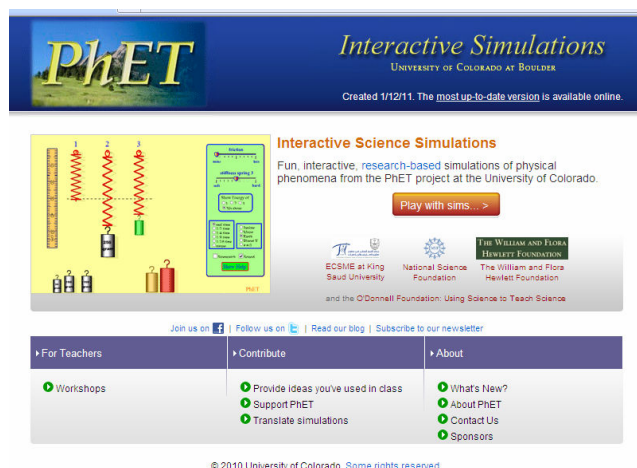 PhET
Interactive Simulations
UNIVERSITY OF COLORADO AT BOULDER
Created 1/12/11. The most up-to-date version is available online.
1 2 3
friction
stiffness spring 3
PhET
Interactive Science Simulations
Fun, interactive, research-based simulations of physical
phenomena from the PhET project at the University of Colorado.
Play with sims... >
THE WILLIAM AND FLORA
HEWLETT FOUNDATION
ECSME at King
Saud University
National Science
Foundation
The William and Flora
Hewlett Foundation
and the O'Donnell Foundation: Using Science to Teach Science
Join us on | Follow us on | Read our blog | Subscribe to our newsletter
For Teachers
Workshops
Contribute
Provide ideas you've used in class
Support PhET
Translate simulations
About
What's New?
About PhET
Contact Us
Sponsors
© 2010 University of Colorado. Some rights reserved.